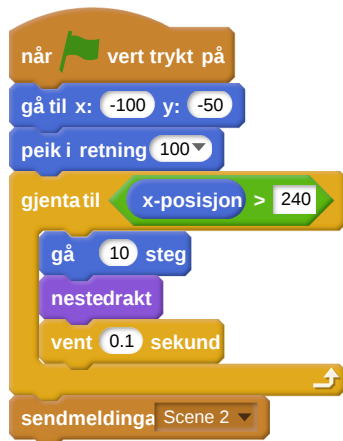 når vert trykt på
gå til x: -100 y: -50
peik i retning 100
gjenta til x-posisjon > 240
gå 10 steg
nestedrakt
vent 0.1 sekund
sendmeldinga Scene 2